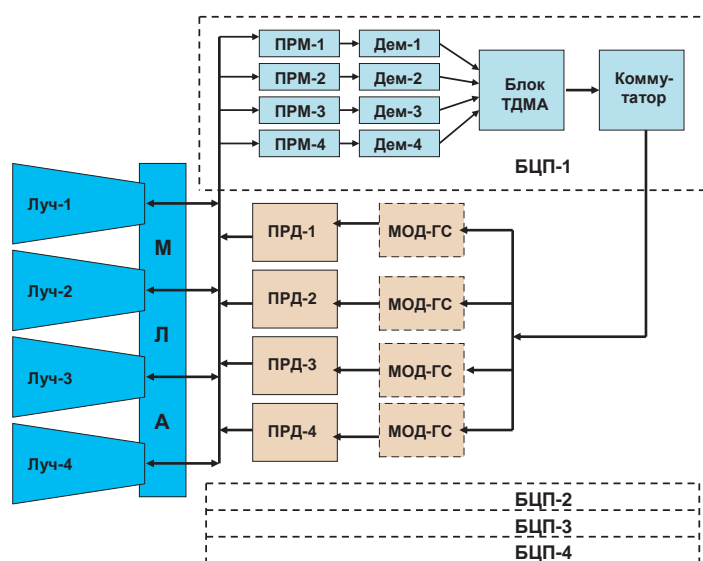 ПРМ-1
Дем-1
ПРМ-2
Дем-2
ПРМ-3
Дем-3
ПРМ-4
Дем-4
Блок
ТДМА
Комму-
татор
БЦП-1
Луч-1
Луч-2
Луч-3
Луч-4
М
Л
А
ПРД-1
МОД-ГС
ПРД-2
МОД-ГС
ПРД-3
МОД-ГС
ПРД-4
МОД-ГС
БЦП-2
БЦП-3
БЦП-4